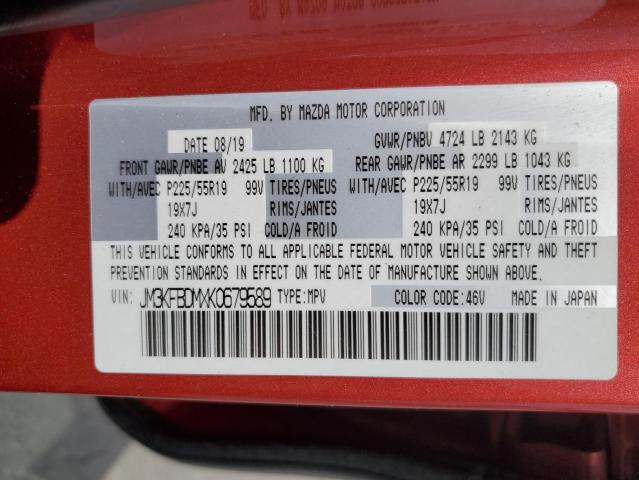 MFD. BY MAZDA MOTOR CORPORATION
DATE 08/19 GVWR/PNBV 4724 LB 2143 KG
FRONT GAWR/PNBE AV 2425 LB 1100 KG REAR GAWR/PNBE AR 2299 LB 1043 KG
WITH/AVEC P225/55R19 99V TIRES/PNEUS WITH/AVEC P225/55R19 99V TIRES/PNEUS
19X7J RIMS/JANTES 19X7J RIMS/JANTES
240 KPA/35 PSI COLD/A FROID 240 KPA/35 PSI COLD/A FROID
THIS VEHICLE CONFORMS TO ALL APPLICABLE FEDERAL MOTOR VEHICLE SAFETY AND THEFT
PREVENTION STANDARDS IN EFFECT ON THE DATE OF MANUFACTURE SHOWN ABOVE.
VIN: JM3KFBDMXK0679589 TYPE:MPV COLOR CODE:46V MADE IN JAPAN